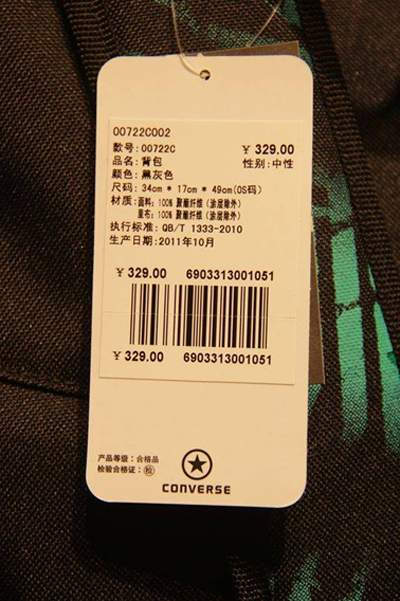 00722C002
款号: 00722C ￥329.00
品名: 背包 性别: 中性
颜色: 黑灰色
尺码: 34cm * 17cm * 49cm(OS码)
材质: 面料: 100% 聚酯纤维 (涂层除外)
里布: 100% 聚酯纤维 (涂层除外)
执行标准: QB/T 1333-2010
生产日期: 2011年10月
￥329.00 6903313001051
￥329.00 6903313001051
产品等级: 合格品
检验合格证: 检
CONVERSE